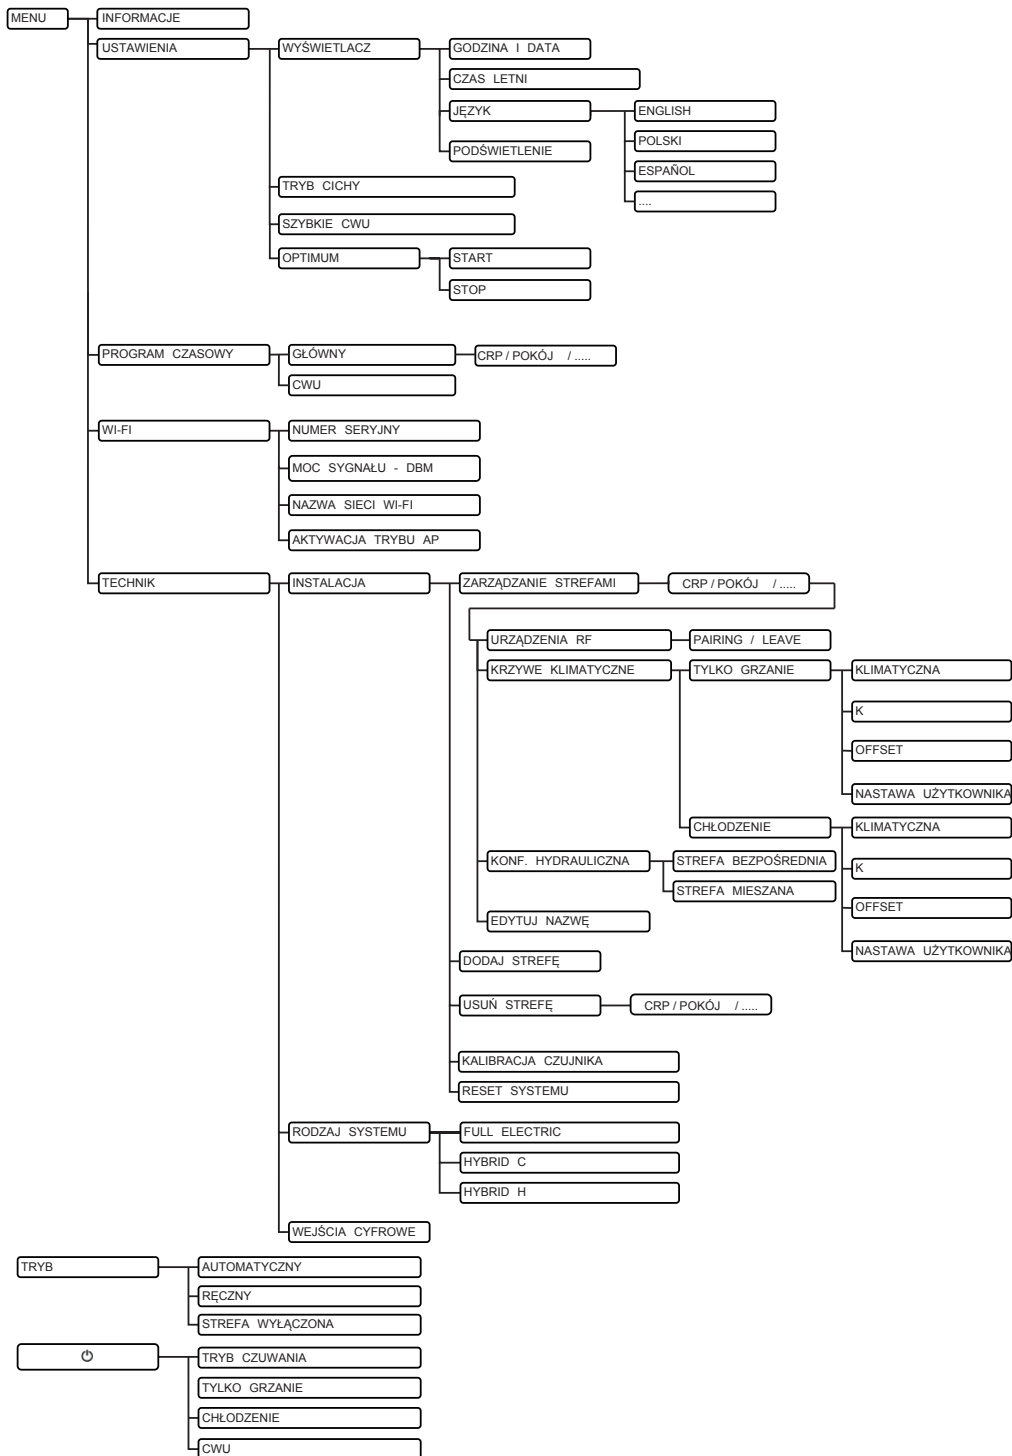 MENU
INFORMACJE
USTAWIENIA
WYŚWIETLACZ
GODZINA I DATA
CZAS LETNI
JĘZYK
ENGLISH
POLSKI
ESPAÑOL
....
PODŚWIETLENIE
TRYB CICHY
SZYBKIE CWU
OPTIMUM
START
STOP
PROGRAM CZASOWY
GŁÓWNY
CRP / POKÓJ / .....
CWU
WI-FI
NUMER SERYJNY
MOC SYGNAŁU - DBM
NAZWA SIECI WI-FI
AKTYWACJA TRYBU AP
TECHNIK
INSTALACJA
ZARZĄDZANIE STREFAMI
CRP / POKÓJ / .....
URZĄDZENIA RF
PAIRING / LEAVE
KRZYWE KLIMATYCZNE
TYLKO GRZANIE
KLIMATYCZNA
K
OFFSET
NASTAWA UŻYTKOWNIKA
CHŁODZENIE
KLIMATYCZNA
K
OFFSET
NASTAWA UŻYTKOWNIKA
KONF. HYDRAULICZNA
STREFA BEZPOŚREDNIA
STREFA MIESZANA
EDYTUJ NAZWĘ
DODAJ STREFĘ
USUŃ STREFĘ
CRP / POKÓJ / .....
KALIBRACJA CZUJNIKA
RESET SYSTEMU
RODZAJ SYSTEMU
FULL ELECTRIC
HYBRID C
HYBRID H
WEJŚCIA CYFROWE
TRYB
AUTOMATYCZNY
RĘCZNY
STREFA WYŁĄCZONA
TRYB CZUWANIA
TYLKO GRZANIE
CHŁODZENIE
CWU